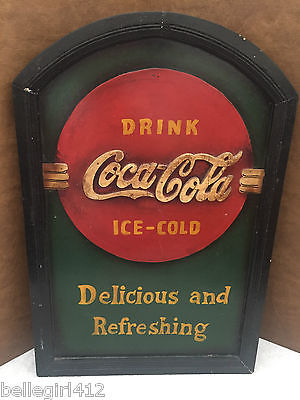 DRINK
Coca-Cola
ICE-COLD
Delicious and
Refreshing
bellegirl412